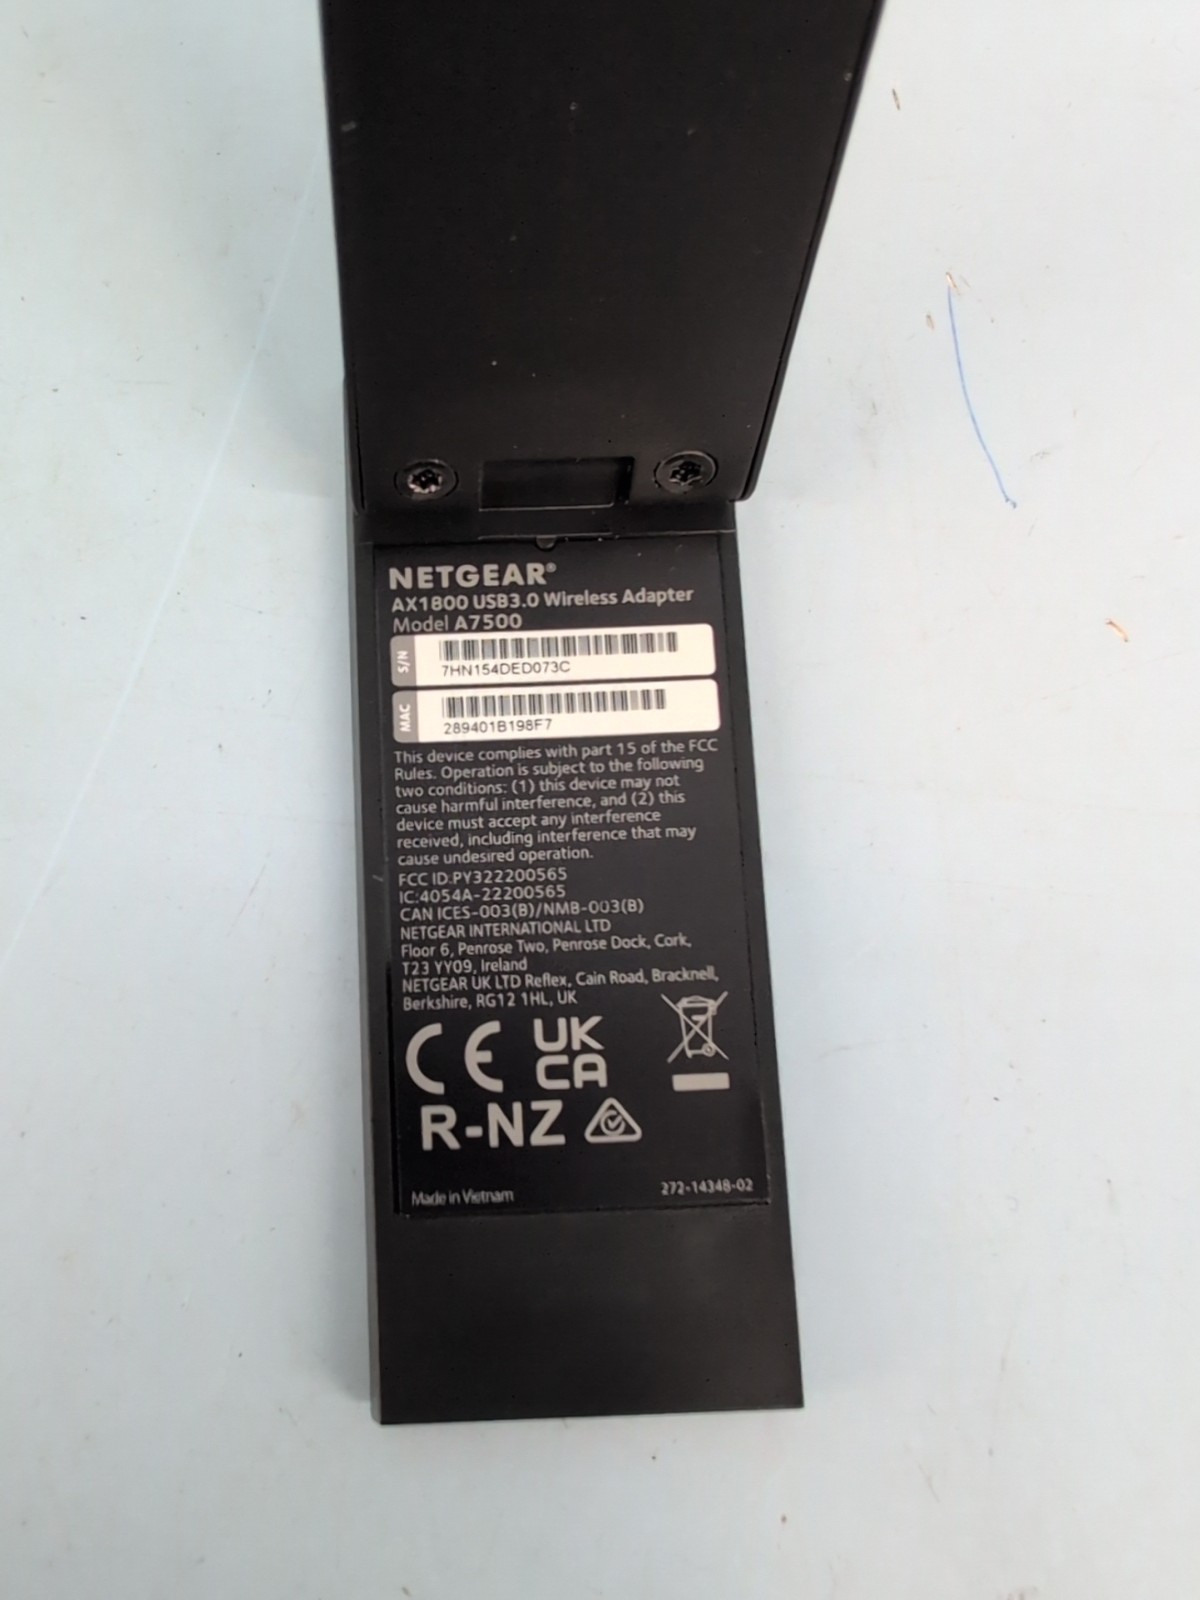 NETGEAR®
AX1800 USB3.0 Wireless Adapter
Model A7500
S/N
7HN154DED073C
MAC
289401B198F7
This device complies with part 15 of the FCC
Rules. Operation is subject to the following
two conditions: (1) this device may not
cause harmful interference, and (2) this
device must accept any interference
received, including interference that may
cause undesired operation.
FCC ID:PY322200565
IC:4054A-22200565
CAN ICES-003(B)/NMB-003(B)
NETGEAR INTERNATIONAL LTD
Floor 6, Penrose Two, Penrose Dock, Cork,
T23 YY09, Ireland
NETGEAR UK LTD Reflex, Cain Road, Bracknell,
Berkshire, RG12 1HL, UK
CE UK
CA
R-NZ
Made in Vietnam 272-14348-02